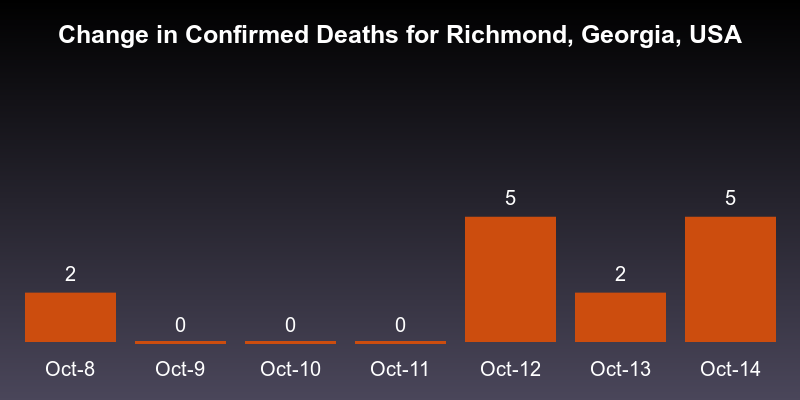 Change in Confirmed Deaths for Richmond, Georgia, USA
5
5
2
2
0
0
0
Oct-8
Oct-9
Oct-10
Oct-11
Oct-12
Oct-13
Oct-14